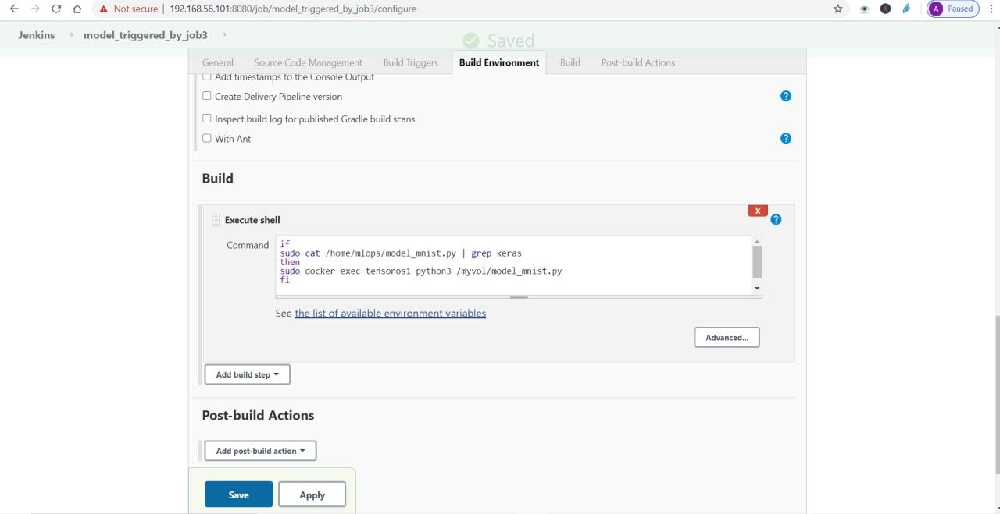 Not secure | 192.168.56.101:8080/job/model_triggered_by_job3/configure
K
A Paused
Jenkins model_triggered_by_job3
Saved
General Source Code Management Build Triggers Build Environment Build Post-build Actions
Add timestamps to the Console Output
Create Delivery Pipeline version ?
Inspect build log for published Gradle build scans
With Ant ?
Build
X
Execute shell ?
Command
if
sudo cat /home/mlops/model_mnist.py | grep keras
then
sudo docker exec tensoros1 python3 /myvol/model_mnist.py
fi
See the list of available environment variables
Advanced...
Add build step
Post-build Actions
Add post-build action
Save Apply